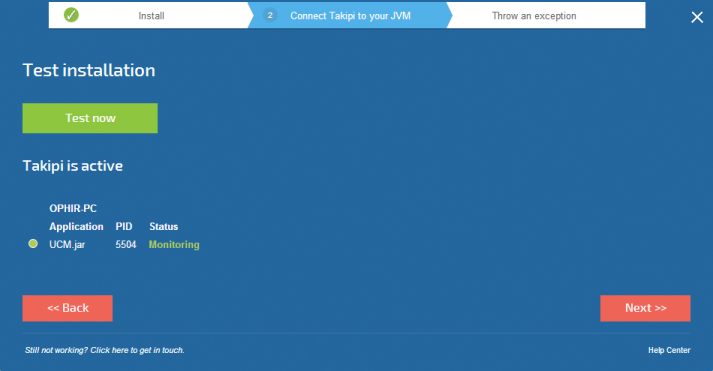 Install
2 Connect Takipi to your JVM
Throw an exception
Test installation
Test now
Takipi is active
OPHIR-PC
Application PID Status
UCM.jar 5504 Monitoring
<< Back
Next >>
Still not working? Click here to get in touch.
Help Center